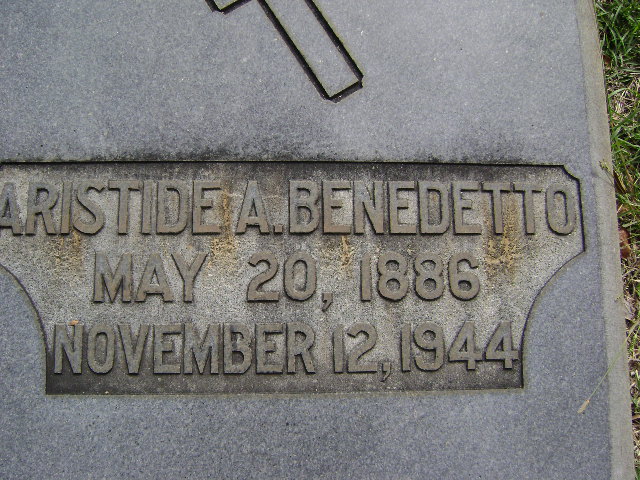 ARISTIDE A. BENEDETTO
MAY 20, 1886
NOVEMBER 12, 1944